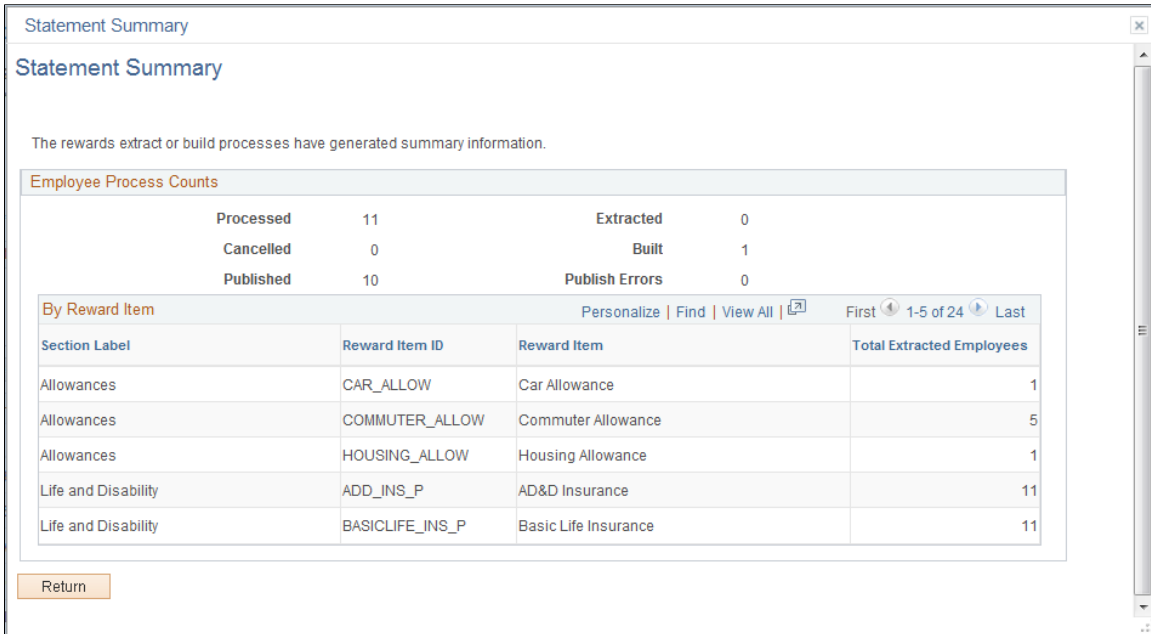 Statement Summary
Statement Summary
The rewards extract or build processes have generated summary information.
Employee Process Counts
Processed 11 Extracted 0
Cancelled 0 Built 1
Published 10 Publish Errors 0
By Reward Item Personalize | Find | View All | First 1-5 of 24 Last
Section Label Reward Item ID Reward Item Total Extracted Employees
Allowances CAR_ALLOW Car Allowance 1
Allowances COMMUTER_ALLOW Commuter Allowance 5
Allowances HOUSING_ALLOW Housing Allowance 1
Life and Disability ADD_INS_P AD&D Insurance 11
Life and Disability BASICLIFE_INS_P Basic Life Insurance 11
Return